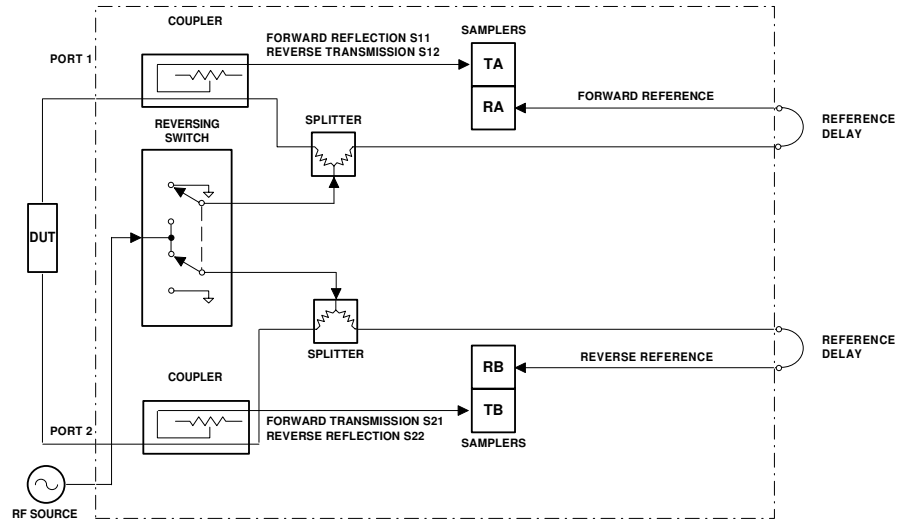 COUPLER
FORWARD REFLECTION S11
REVERSE TRANSMISSION S12
SAMPLERS
PORT 1
TA
RA
FORWARD REFERENCE
REFERENCE
DELAY
REVERSING
SWITCH
SPLITTER
DUT
SPLITTER
REFERENCE
DELAY
RB
REVERSE REFERENCE
COUPLER
TB
FORWARD TRANSMISSION S21
REVERSE REFLECTION S22
SAMPLERS
PORT 2
RF SOURCE